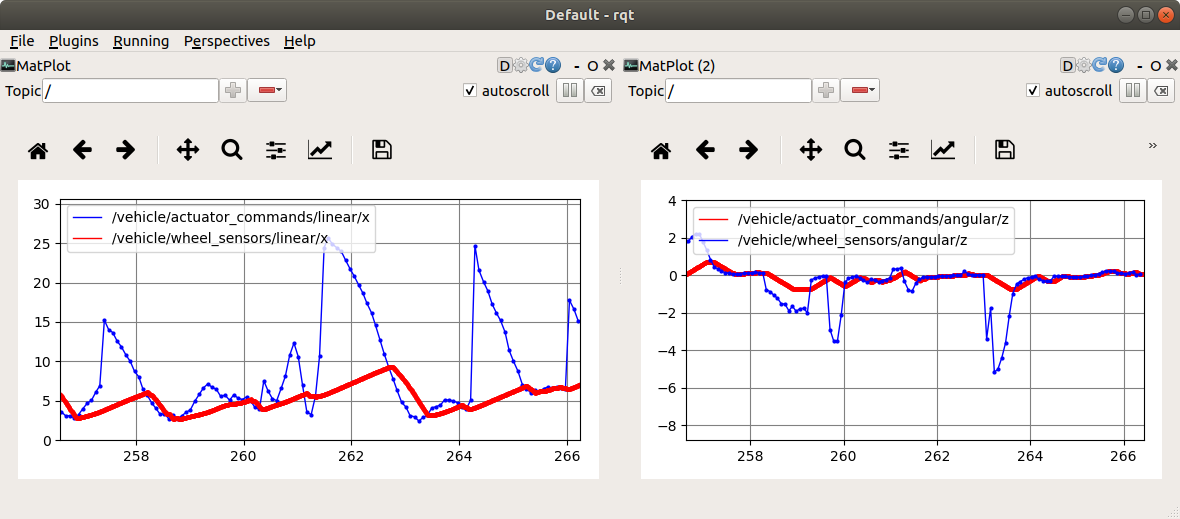 Default - rqt
File Plugins Running Perspectives Help
MatPlot D ? - O
Topic / autoscroll
30
25
20
15
10
5
0
/vehicle/actuator_commands/linear/x
/vehicle/wheel_sensors/linear/x
258 260 262 264 266
MatPlot (2) D ? - O
Topic / autoscroll
»
4
2
0
−2
−4
−6
−8
/vehicle/actuator_commands/angular/z
/vehicle/wheel_sensors/angular/z
258 260 262 264 266